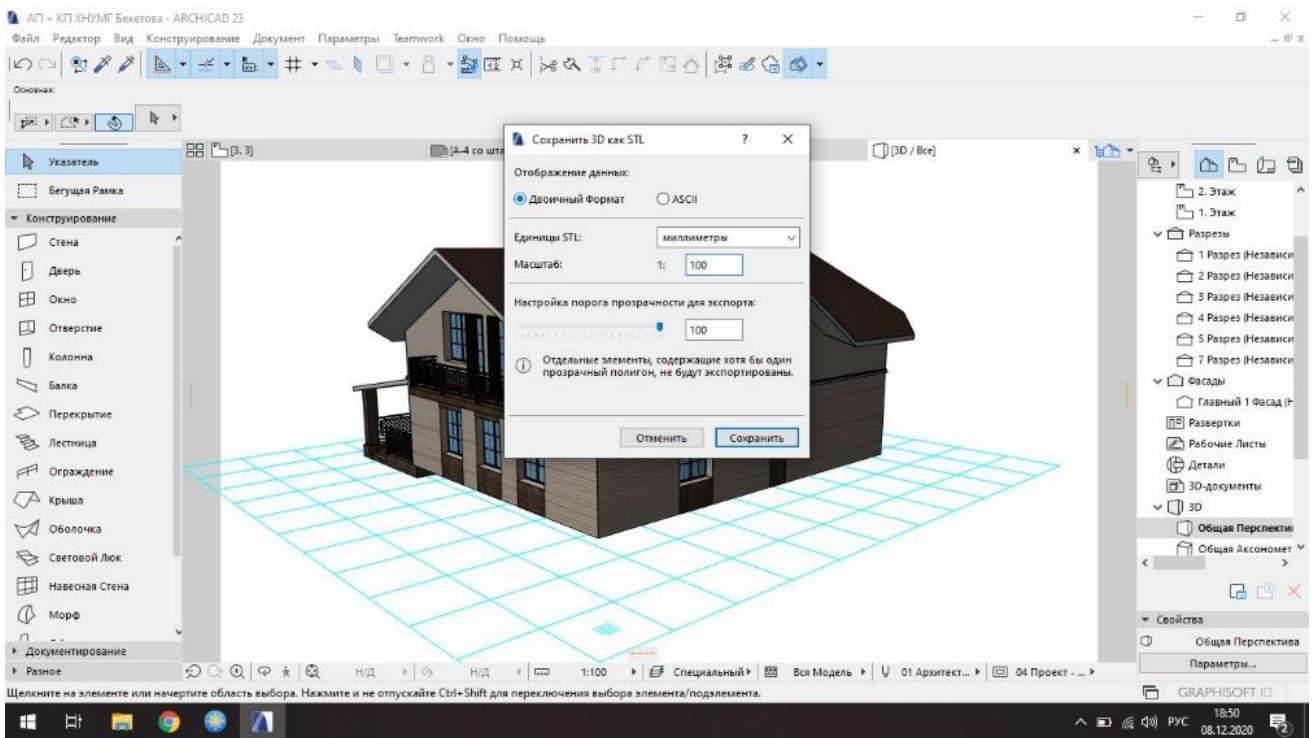 АП + КП ХНУМГ Бекетова - ARCHICAD 23
Файл Редактор Вид Конструирование Документ Параметры Teamwork Окно Помощь
Основная:
[3. 3]
[А-4 со шта
[3D / Все]
Указатель
Бегущая Рамка
Конструирование
Стена
Дверь
Окно
Отверстие
Колонна
Балка
Перекрытие
Лестница
Ограждение
Крыша
Оболочка
Световой Люк
Навесная Стена
Морф
Документирование
Разное
Сохранить 3D как STL ? ×
Отображение данных:
Двоичный Формат ASCII
Единицы STL: миллиметры
Масштаб: 1: 100
Настройка порога прозрачности для экспорта:
100
Отдельные элементы, содержащие хотя бы один
прозрачный полигон, не будут экспортированы.
Отменить Сохранить
2. Этаж
1. Этаж
Разрезы
1 Разрез (Независи
2 Разрез (Независи
3 Разрез (Независи
4 Разрез (Независи
5 Разрез (Независи
7 Разрез (Независи
Фасады
Главный 1 Фасад (Н
Развертки
Рабочие Листы
Детали
3D-документы
3D
Общая Перспектив
Общая Аксономет
Свойства
Общая Перспектива
Параметры...
Н/Д Н/Д 1:100 Специальный Вся Модель 01 Архитект... 04 Проект - ...
Щелкните на элементе или начертите область выбора. Нажмите и не отпускайте Ctrl+Shift для переключения выбора элемента/подэлемента.
GRAPHISOFT ID
РУС 18:50
08.12.2020
2